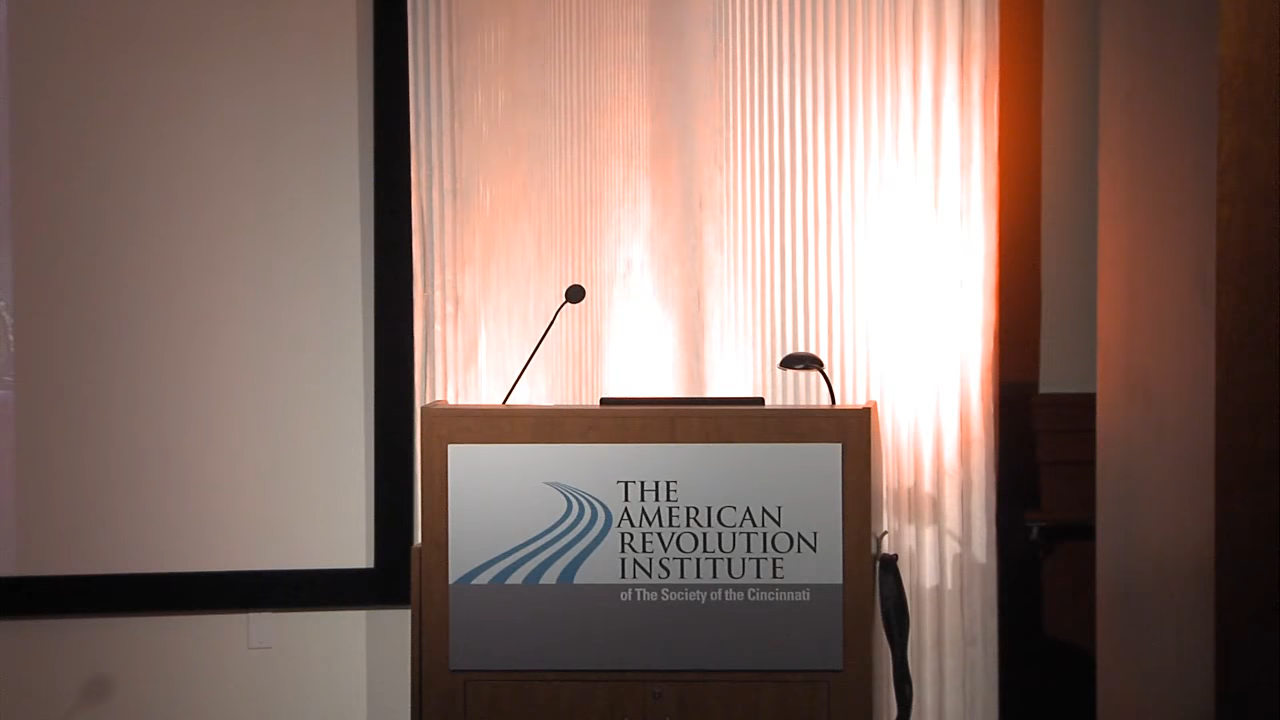 THE
AMERICAN
REVOLUTION
INSTITUTE
of The Society of the Cincinnati